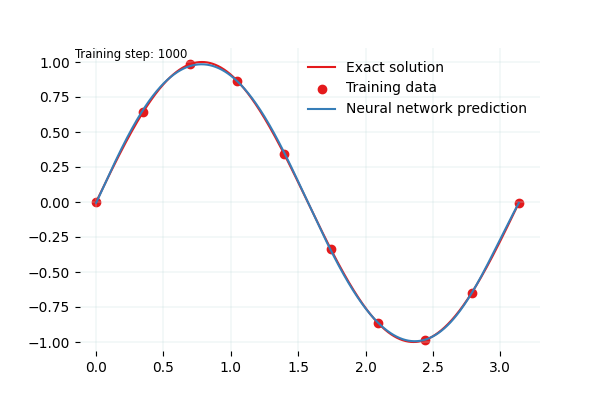 Training step: 1000
Exact solution
Training data
Neural network prediction
1.00
0.75
0.50
0.25
0.00
−0.25
−0.50
−0.75
−1.00
0.0 0.5 1.0 1.5 2.0 2.5 3.0